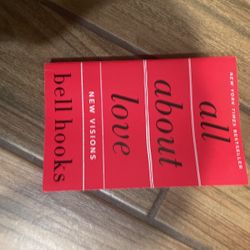 NEW YORK TIMES BESTSELLER
all
about
love
NEW VISIONS
bell hooks